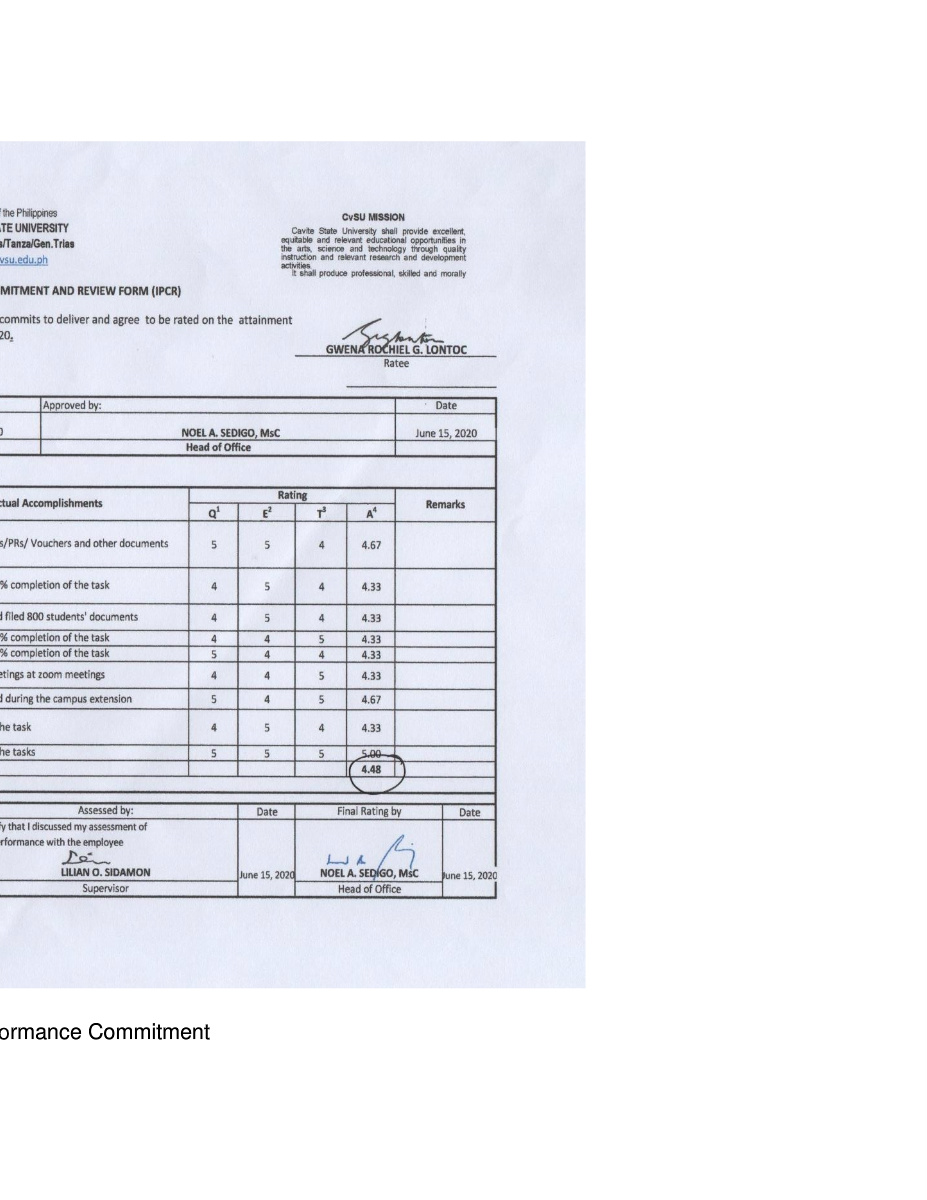 f the Philippines
TE UNIVERSITY
s/Tanza/Gen.Trias
vsu.edu.ph
CvSU MISSION
Cavite State University shall provide excellent,
equitable and relevant educational opportunities in
the arts, science and technology through quality
instruction and relevant research and development
activities.
It shall produce professional, skilled and morally
MITMENT AND REVIEW FORM (IPCR)
commits to deliver and agree to be rated on the attainment
20.
GWENA ROCHIEL G. LONTOC
Ratee
Approved by: Date
0 NOEL A. SEDIGO, MsC June 15, 2020
Head of Office
Rating
ctual Accomplishments Q1 E2 T3 A4 Remarks
s/PRs/ Vouchers and other documents 5 5 4 4.67
% completion of the task 4 5 4 4.33
d filed 800 students' documents 4 5 4 4.33
% completion of the task 4 4 5 4.33
% completion of the task 5 4 4 4.33
etings at zoom meetings 4 4 5 4.33
d during the campus extension 5 4 5 4.67
he task 4 5 4 4.33
he tasks 5 5 5 5.00
4.48
Assessed by: Date Final Rating by Date
fy that I discussed my assessment of
rformance with the employee
LILIAN O. SIDAMON June 15, 2020 NOEL A. SEDIGO, MsC June 15, 2020
Supervisor Head of Office
ormance Commitment